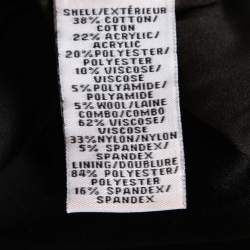 SHELL/EXTÉRIEUR
38% COTTON/
COTON
22% ACRYLIC/
ACRYLIC
20%POLYESTER/
POLYESTER
10% VISCOSE/
VISCOSE
5% POLYAMIDE/
POLYAMIDE
5% WOOL/LAINE
COMBO/COMBO
62% VISCOSE/
VISCOSE
33%NYLON/NYLON
5% SPANDEX/
SPANDEX
LINING/DOUBLURE
84% POLYESTER/
POLYESTER
16% SPANDEX/
SPANDEX